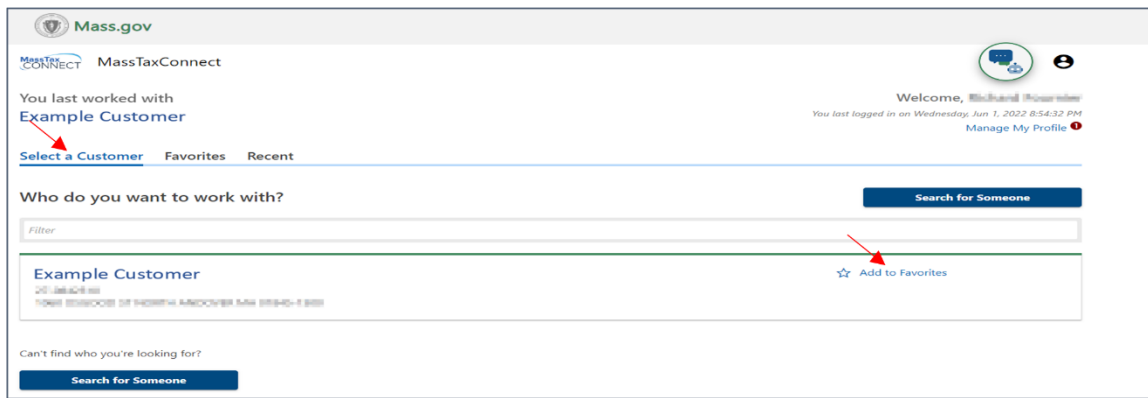 Mass.gov
MassTax CONNECT MassTaxConnect
You last worked with
Example Customer
Welcome,
You last logged in on Wednesday, Jun 1, 2022 8:54:32 PM
Manage My Profile 1
Select a Customer Favorites Recent
Who do you want to work with?
Search for Someone
Filter
Example Customer
Add to Favorites
Can't find who you're looking for?
Search for Someone